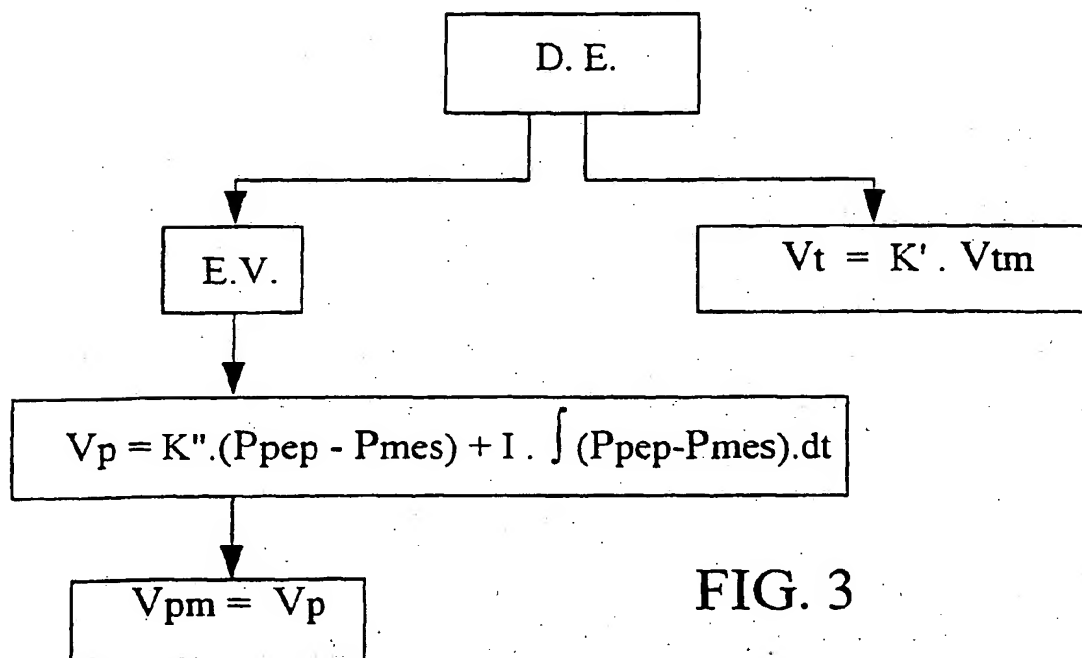 D. E.
E.V.
Vt = K' . Vtm
Vp = K".(Ppep - Pmes) + I . ∫ (Ppep-Pmes).dt
Vpm = Vp
FIG. 3